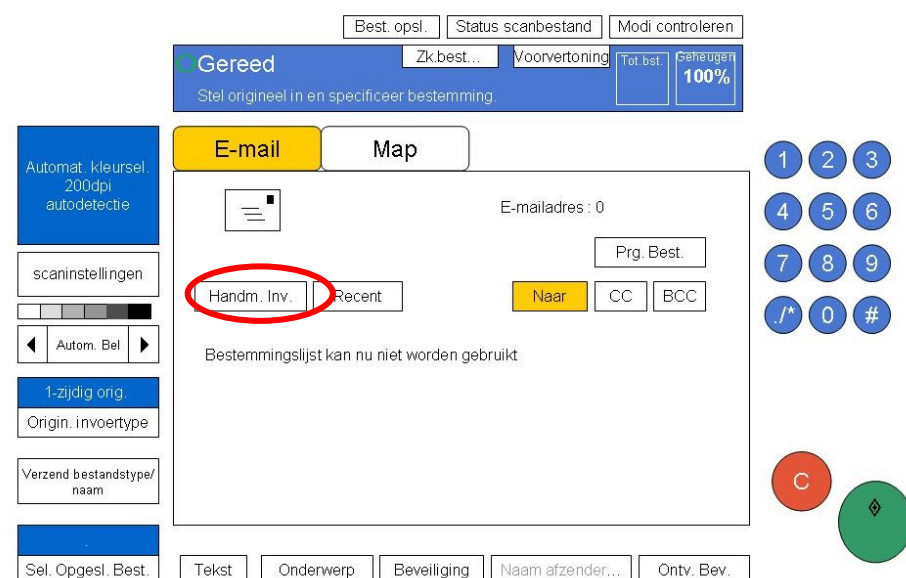 Best. opsl. Status scanbestand Modi controleren
Gereed Zk.best... Voorvertoning Tot.bst. Geheugen
100%
Stel origineel in en specificeer bestemming.
E-mail Map
Automat. kleursel.
200dpi
autodetectie
E-mailadres : 0
Prg. Best.
scaninstellingen
Handm. Inv. Recent Naar CC BCC
Autom. Bel
Bestemmingslijst kan nu niet worden gebruikt
1-zijdig orig.
Origin. invoertype
Verzend bestandstype/
naam
.
Sel. Opgesl. Best.
Tekst Onderwerp Beveiliging Naam afzender... Ontv. Bev.
1 2 3
4 5 6
7 8 9
./* 0 #
C